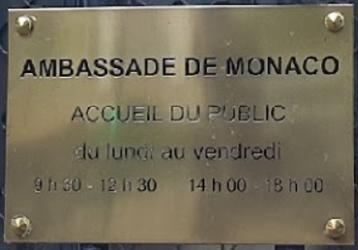 AMBASSADE DE MONACO
ACCUEIL DU PUBLIC
du lundi au vendredi
9 h 30 - 12 h 30 14 h 00 - 18 h 00